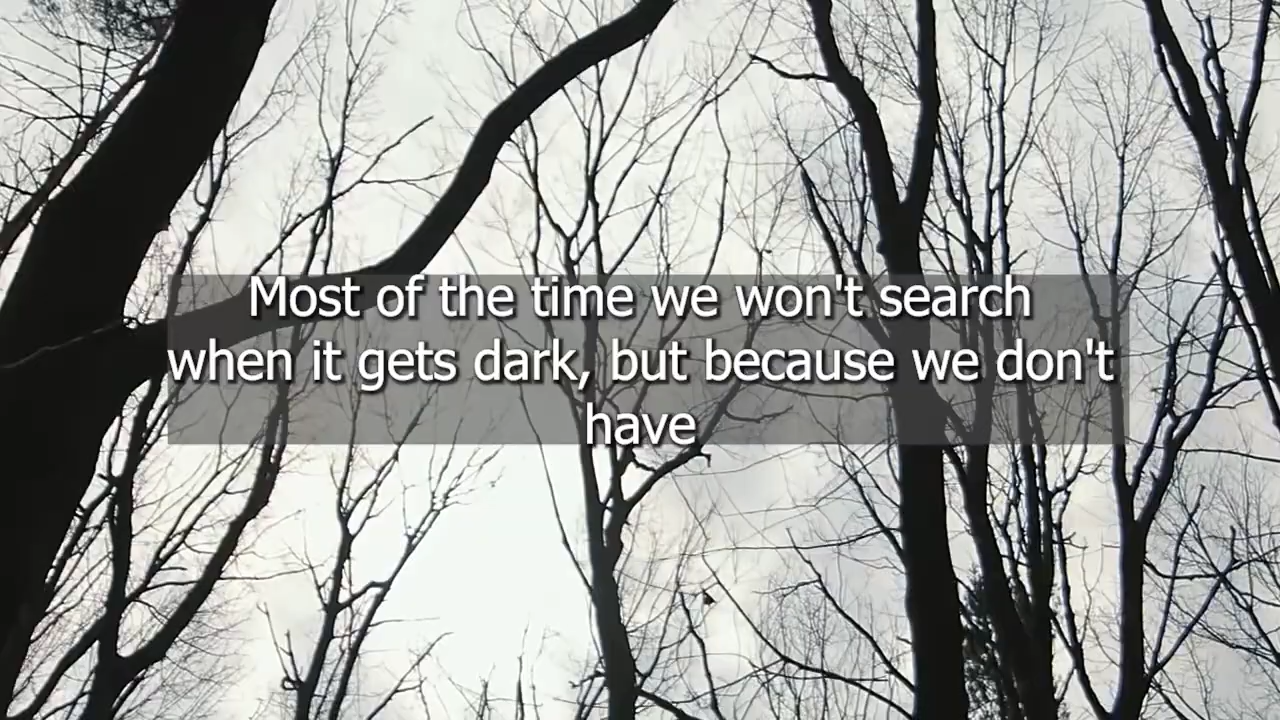 Most of the time we won't search
when it gets dark, but because we don't
have